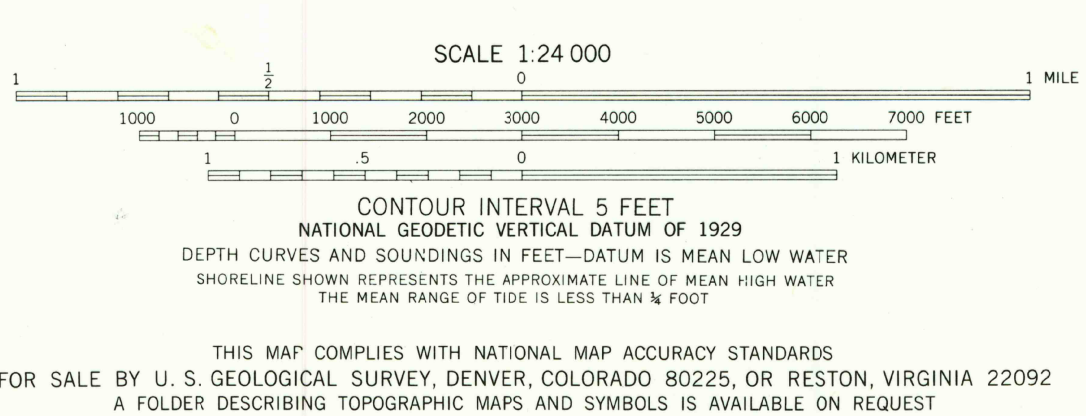 SCALE 1:24 000
1 ½ 0 1 MILE
1000 0 1000 2000 3000 4000 5000 6000 7000 FEET
1 .5 0 1 KILOMETER
CONTOUR INTERVAL 5 FEET
NATIONAL GEODETIC VERTICAL DATUM OF 1929
DEPTH CURVES AND SOUNDINGS IN FEET—DATUM IS MEAN LOW WATER
SHORELINE SHOWN REPRESENTS THE APPROXIMATE LINE OF MEAN HIGH WATER
THE MEAN RANGE OF TIDE IS LESS THAN ¾ FOOT
THIS MAP COMPLIES WITH NATIONAL MAP ACCURACY STANDARDS
FOR SALE BY U. S. GEOLOGICAL SURVEY, DENVER, COLORADO 80225, OR RESTON, VIRGINIA 22092
A FOLDER DESCRIBING TOPOGRAPHIC MAPS AND SYMBOLS IS AVAILABLE ON REQUEST